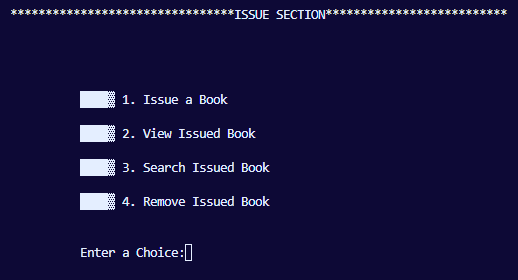 ********************************ISSUE SECTION**************************
████▓ 1. Issue a Book
████▓ 2. View Issued Book
████▓ 3. Search Issued Book
████▓ 4. Remove Issued Book
Enter a Choice: